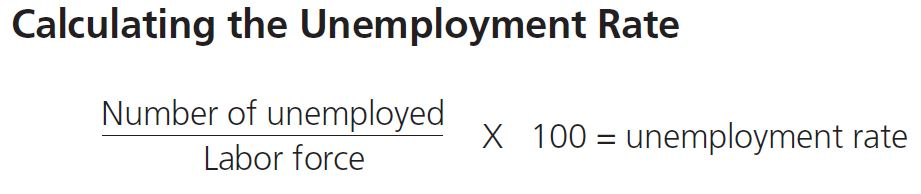 Calculating the Unemployment Rate
Number of unemployed
Labor force
X 100 = unemployment rate